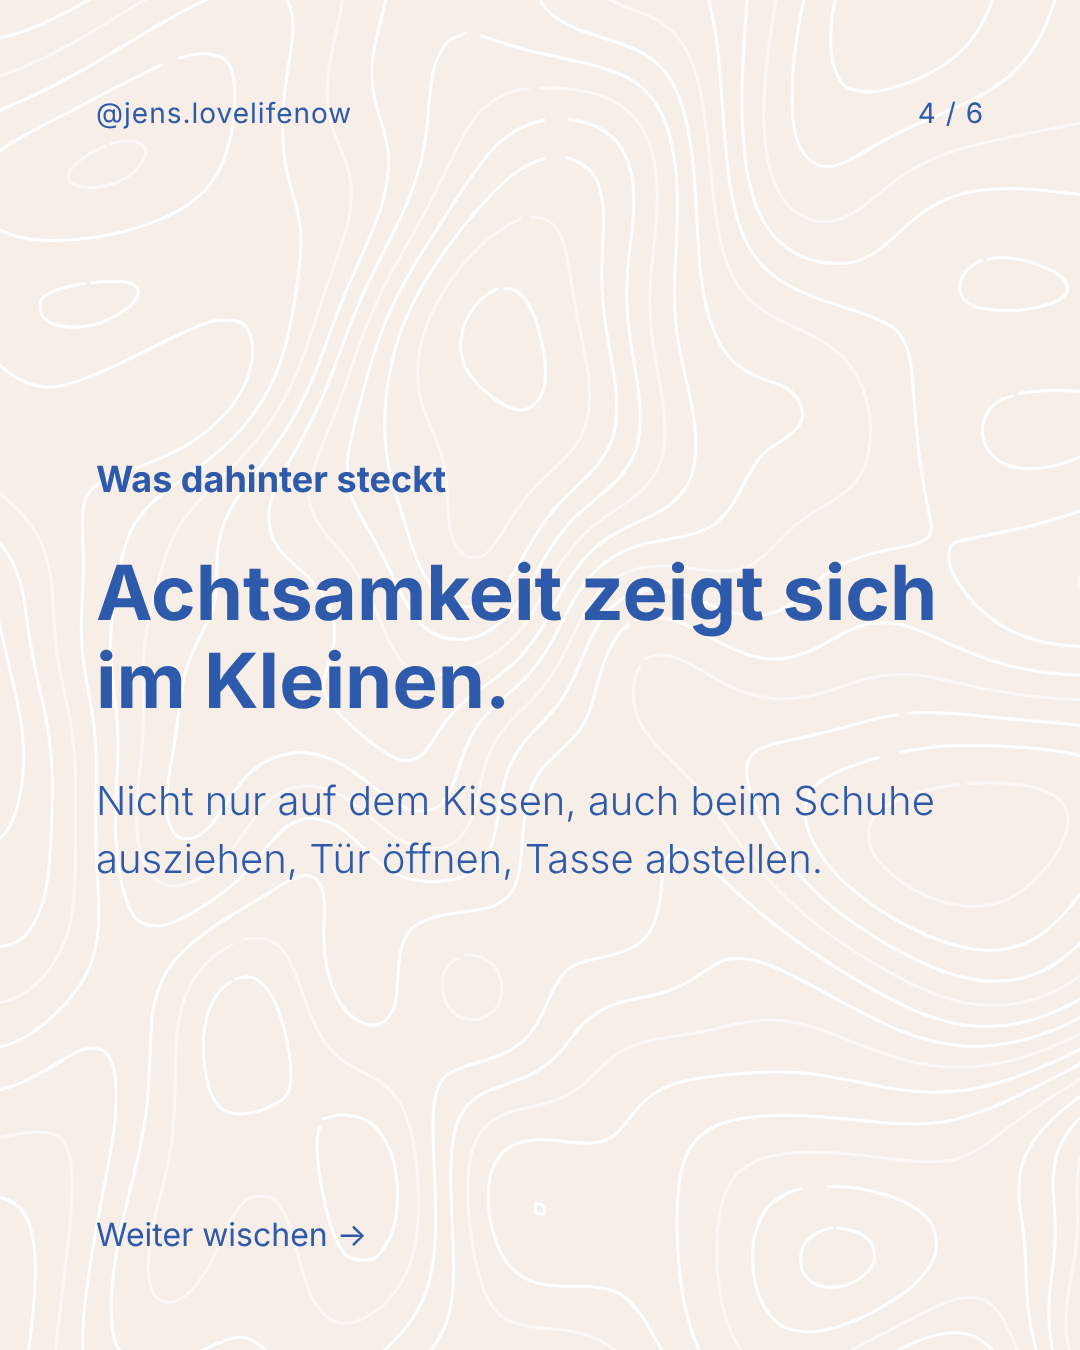 @jens.lovelifenow
4 / 6
Was dahinter steckt
Achtsamkeit zeigt sich
im Kleinen.
Nicht nur auf dem Kissen, auch beim Schuhe
ausziehen, Tür öffnen, Tasse abstellen.
Weiter wischen →